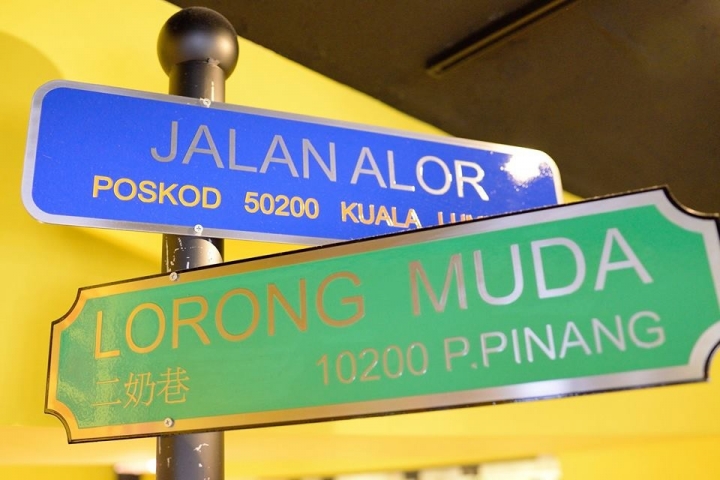 JALAN ALOR
POSKOD 50200 KUALA
LORONG MUDA
二奶巷 10200 P.PINANG